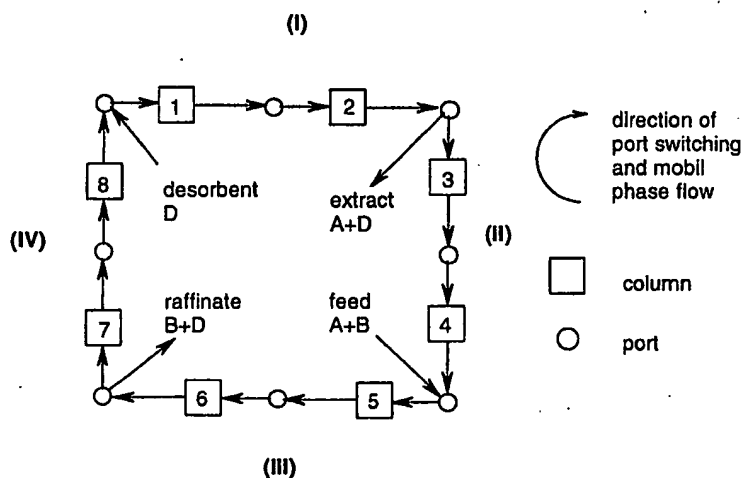 (I)
1
2
8
desorbent
D
extract
A+D
3
direction of
port switching
and mobil
phase flow
(IV)
(II)
column
7
raffinate
B+D
feed
A+B
4
port
6
5
(III)